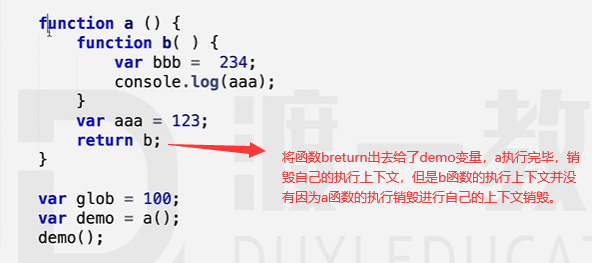 function a () {
function b( ) {
var bbb =  234;
console.log(aaa);
}
var aaa = 123;
return b;
}
将函数breturn出去给了demo变量，a执行完毕，销
毁自己的执行上下文，但是b函数的执行上下文并没
有因为a函数的执行销毁进行自己的上下文销毁。
var glob = 100;
var demo = a();
demo();
渡一教
DUYI EDUCAT